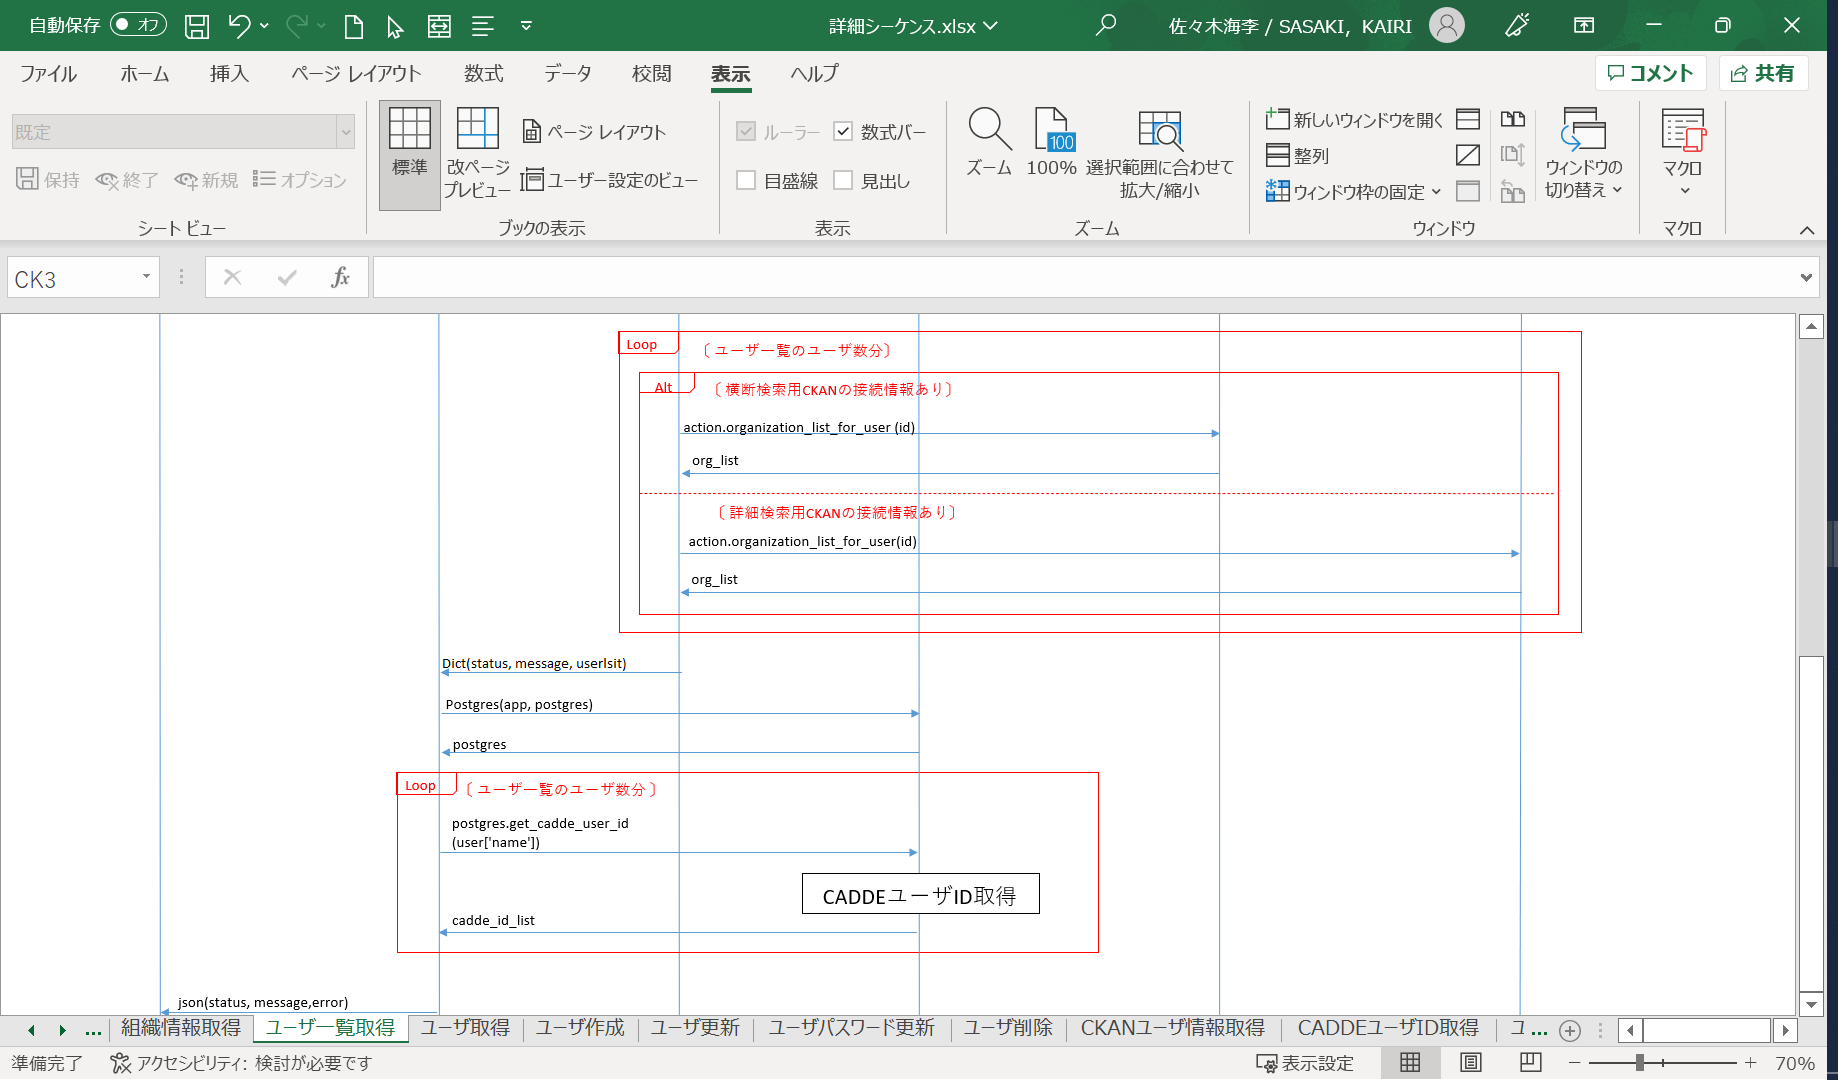 自動保存 オフ 詳細シーケンス.xlsx 佐々木海李 / SASAKI, KAIRI
ファイル ホーム 挿入 ページ レイアウト 数式 データ 校閲 表示 ヘルプ コメント 共有
既定
保持 終了 新規 オプション
シート ビュー
標準
改ページ
プレビュー
ページ レイアウト
ユーザー設定のビュー
ブックの表示
ルーラー 数式バー
目盛線 見出し
表示
ズーム
100
100%
選択範囲に合わせて
拡大/縮小
ズーム
新しいウィンドウを開く
整列
ウィンドウ枠の固定
ウィンドウの
切り替え
ウィンドウ
マクロ
マクロ
CK3
fx
Loop 〔 ユーザ一覧のユーザ数分〕
Alt 〔 横断検索用CKANの接続情報あり〕
action.organization_list_for_user (id)
org_list
〔 詳細検索用CKANの接続情報あり〕
action.organization_list_for_user(id)
org_list
Dict(status, message, userlsit)
Postgres(app, postgres)
postgres
Loop 〔 ユーザ一覧のユーザ数分 〕
postgres.get_cadde_user_id
(user['name'])
CADDEユーザID取得
cadde_id_list
json(status, message,error)
... 組織情報取得 ユーザ一覧取得 ユーザ取得 ユーザ作成 ユーザ更新 ユーザパスワード更新 ユーザ削除 CKANユーザ情報取得 CADDEユーザID取得 ユ ...
準備完了 アクセシビリティ: 検討が必要です 表示設定 70%